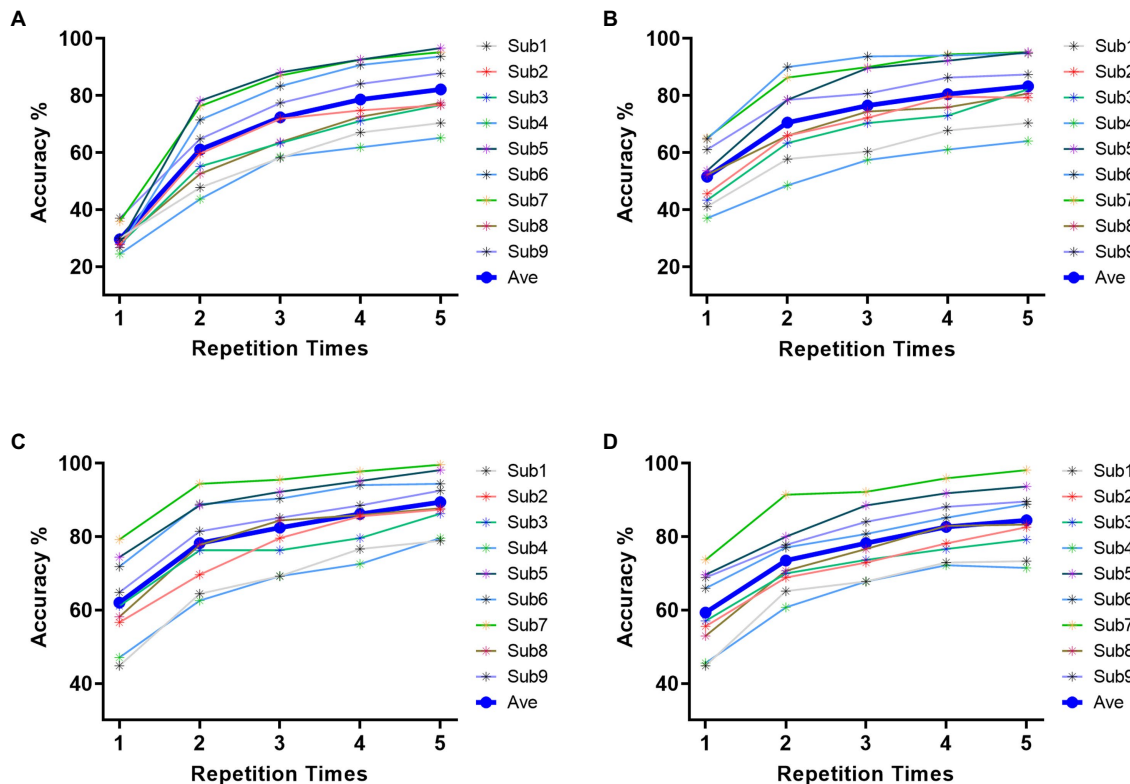 A
Accuracy %
100
80
60
40
20
1 2 3 4 5
Repetition Times
Sub1
Sub2
Sub3
Sub4
Sub5
Sub6
Sub7
Sub8
Sub9
Ave
B
Accuracy %
100
80
60
40
20
1 2 3 4 5
Repetition Times
Sub1
Sub2
Sub3
Sub4
Sub5
Sub6
Sub7
Sub8
Sub9
Ave
C
Accuracy %
100
80
60
40
1 2 3 4 5
Repetition Times
Sub1
Sub2
Sub3
Sub4
Sub5
Sub6
Sub7
Sub8
Sub9
Ave
D
Accuracy %
100
80
60
40
1 2 3 4 5
Repetition Times
Sub1
Sub2
Sub3
Sub4
Sub5
Sub6
Sub7
Sub8
Sub9
Ave